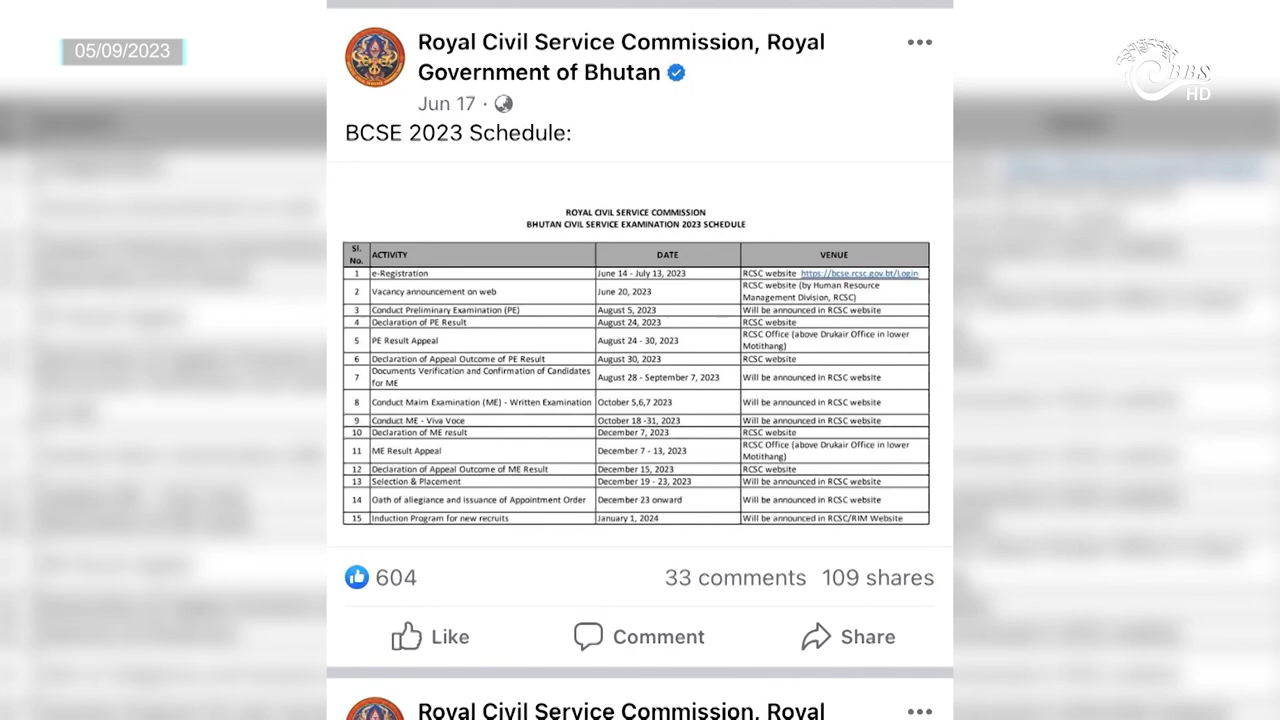 05/09/2023
BBS
HD
Royal Civil Service Commission, Royal
Government of Bhutan
Jun 17 ·
BCSE 2023 Schedule:
ROYAL CIVIL SERVICE COMMISSION
BHUTAN CIVIL SERVICE EXAMINATION 2023 SCHEDULE
Sl. No. ACTIVITY DATE VENUE
1 e-Registration June 14 - July 13, 2023 RCSC website https://bcse.rcsc.gov.bt/Login
2 Vacancy announcement on web June 20, 2023 RCSC website (by Human Resource
Management Division, RCSC)
3 Conduct Preliminary Examination (PE) August 5, 2023 Will be announced in RCSC website
4 Declaration of PE Result August 24, 2023 RCSC website
5 PE Result Appeal August 24 - 30, 2023 RCSC Office (above Drukair Office in lower
Motithang)
6 Declaration of Appeal Outcome of PE Result August 30, 2023 RCSC website
7 Documents Verification and Confirmation of Candidates
for ME August 28 - September 7, 2023 Will be announced in RCSC website
8 Conduct Maim Examination (ME) - Written Examination October 5,6,7 2023 Will be announced in RCSC website
9 Conduct ME - Viva Voce October 18 -31, 2023 Will be announced in RCSC website
10 Declaration of ME result December 7, 2023 RCSC website
11 ME Result Appeal December 7 - 13, 2023 RCSC Office (above Drukair Office in lower
Motithang)
12 Declaration of Appeal Outcome of ME Result December 15, 2023 RCSC website
13 Selection & Placement December 19 - 23, 2023 Will be announced in RCSC website
14 Oath of allegiance and issuance of Appointment Order December 23 onward Will be announced in RCSC website
15 Induction Program for new recruits January 1, 2024 Will be announced in RCSC/RIM Website
604 33 comments 109 shares
Like Comment Share
Royal Civil Service Commission, Royal